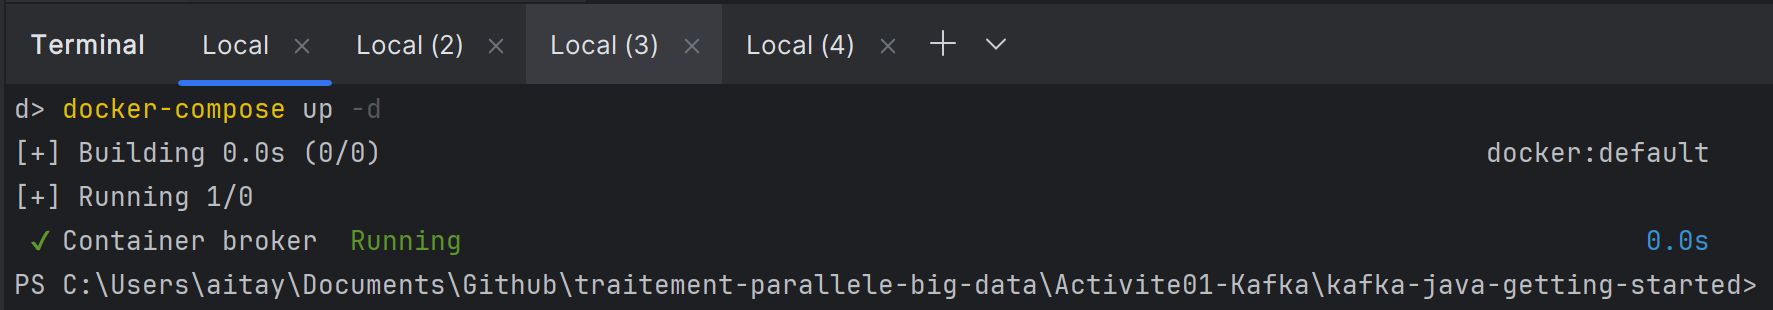 Terminal Local × Local (2) × Local (3) × Local (4) × +
d> docker-compose up -d
[+] Building 0.0s (0/0) docker:default
[+] Running 1/0
✓ Container broker Running 0.0s
PS C:\Users\aitay\Documents\Github\traitement-parallele-big-data\Activite01-Kafka\kafka-java-getting-started>